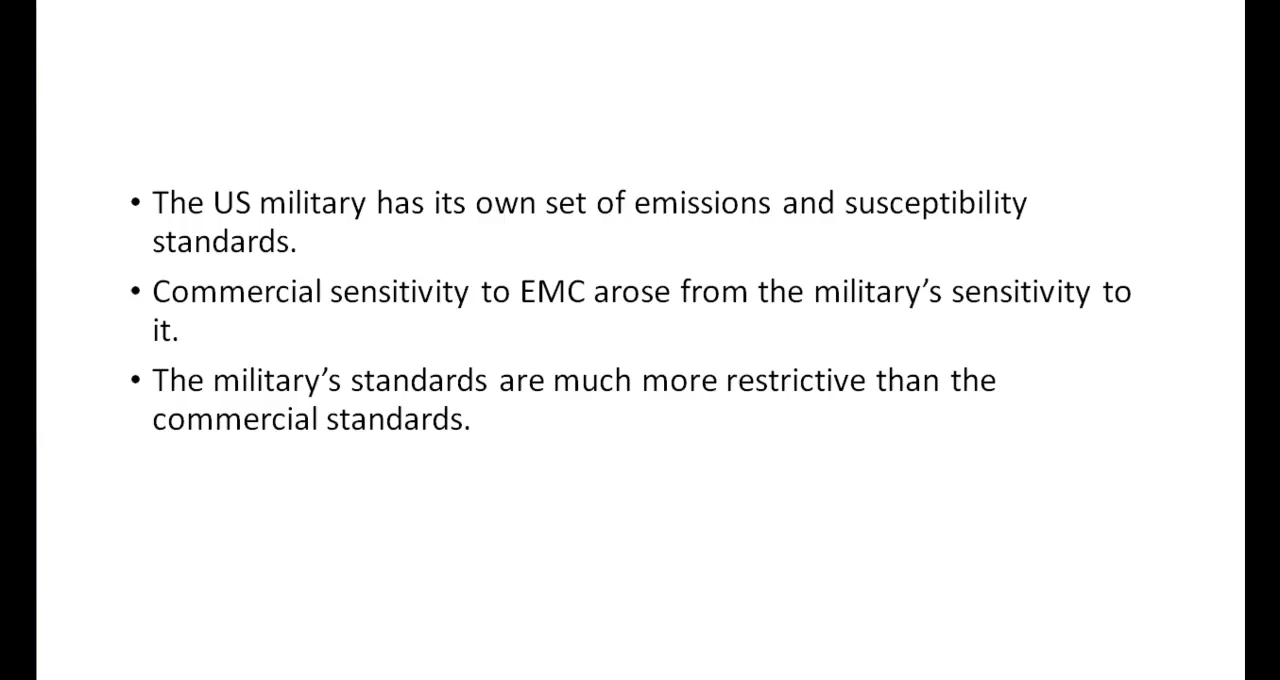 • The US military has its own set of emissions and susceptibility
standards.
• Commercial sensitivity to EMC arose from the military’s sensitivity to
it.
• The military’s standards are much more restrictive than the
commercial standards.